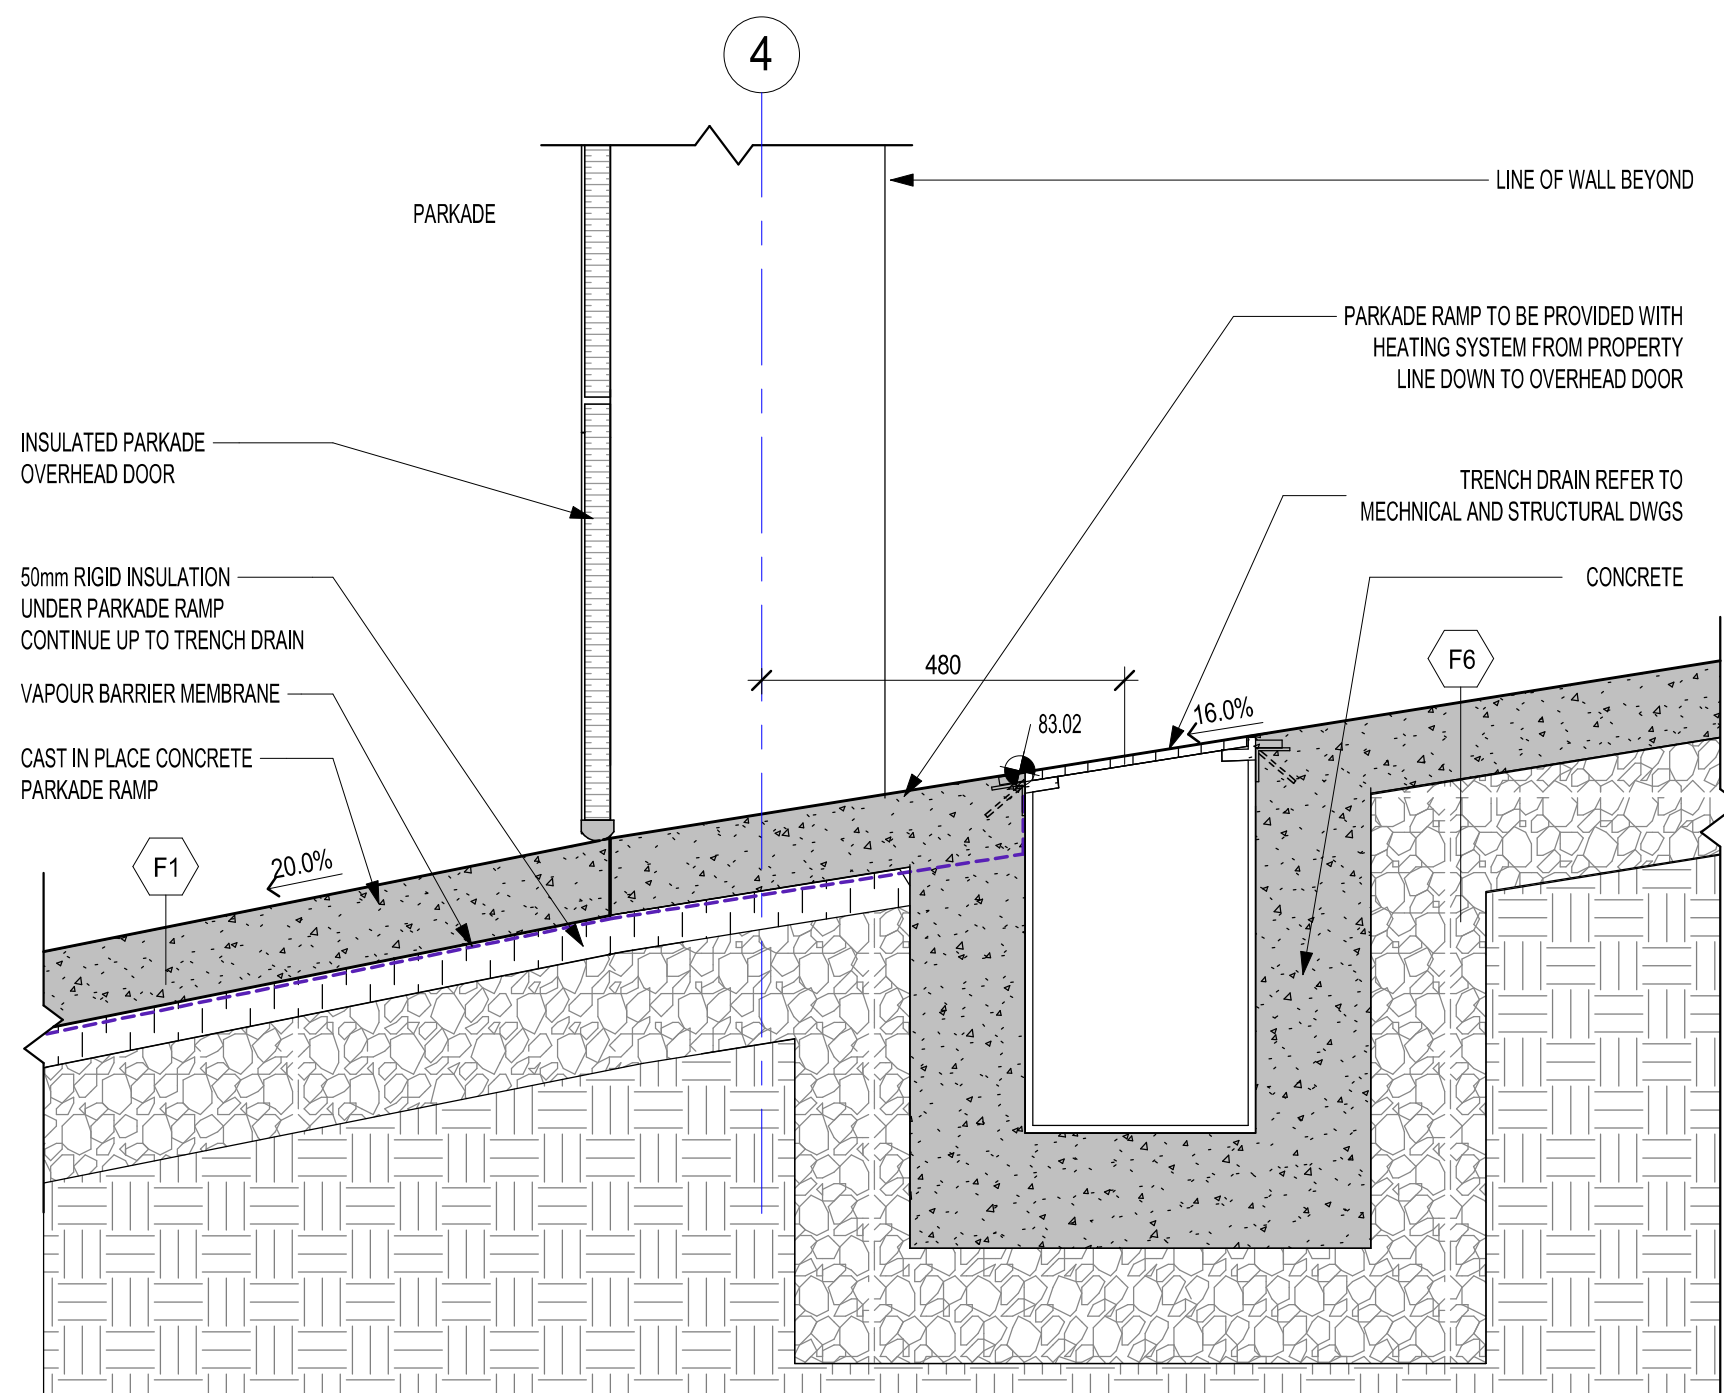 4
LINE OF WALL BEYOND
PARKADE
PARKADE RAMP TO BE PROVIDED WITH
HEATING SYSTEM FROM PROPERTY
LINE DOWN TO OVERHEAD DOOR
INSULATED PARKADE
OVERHEAD DOOR
TRENCH DRAIN REFER TO
MECHNICAL AND STRUCTURAL DWGS
50mm RIGID INSULATION
UNDER PARKADE RAMP
CONTINUE UP TO TRENCH DRAIN
CONCRETE
480
F6
VAPOUR BARRIER MEMBRANE
16.0%
83.02
CAST IN PLACE CONCRETE
PARKADE RAMP
F1
20.0%